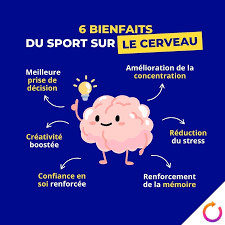 6 BIENFAITS
DU SPORT SUR LE CERVEAU
Meilleure
prise de
décision
Amélioration de la
concentration
Créativité
boostée
Réduction
du stress
Confiance en
soi renforcée
Renforcement
de la mémoire